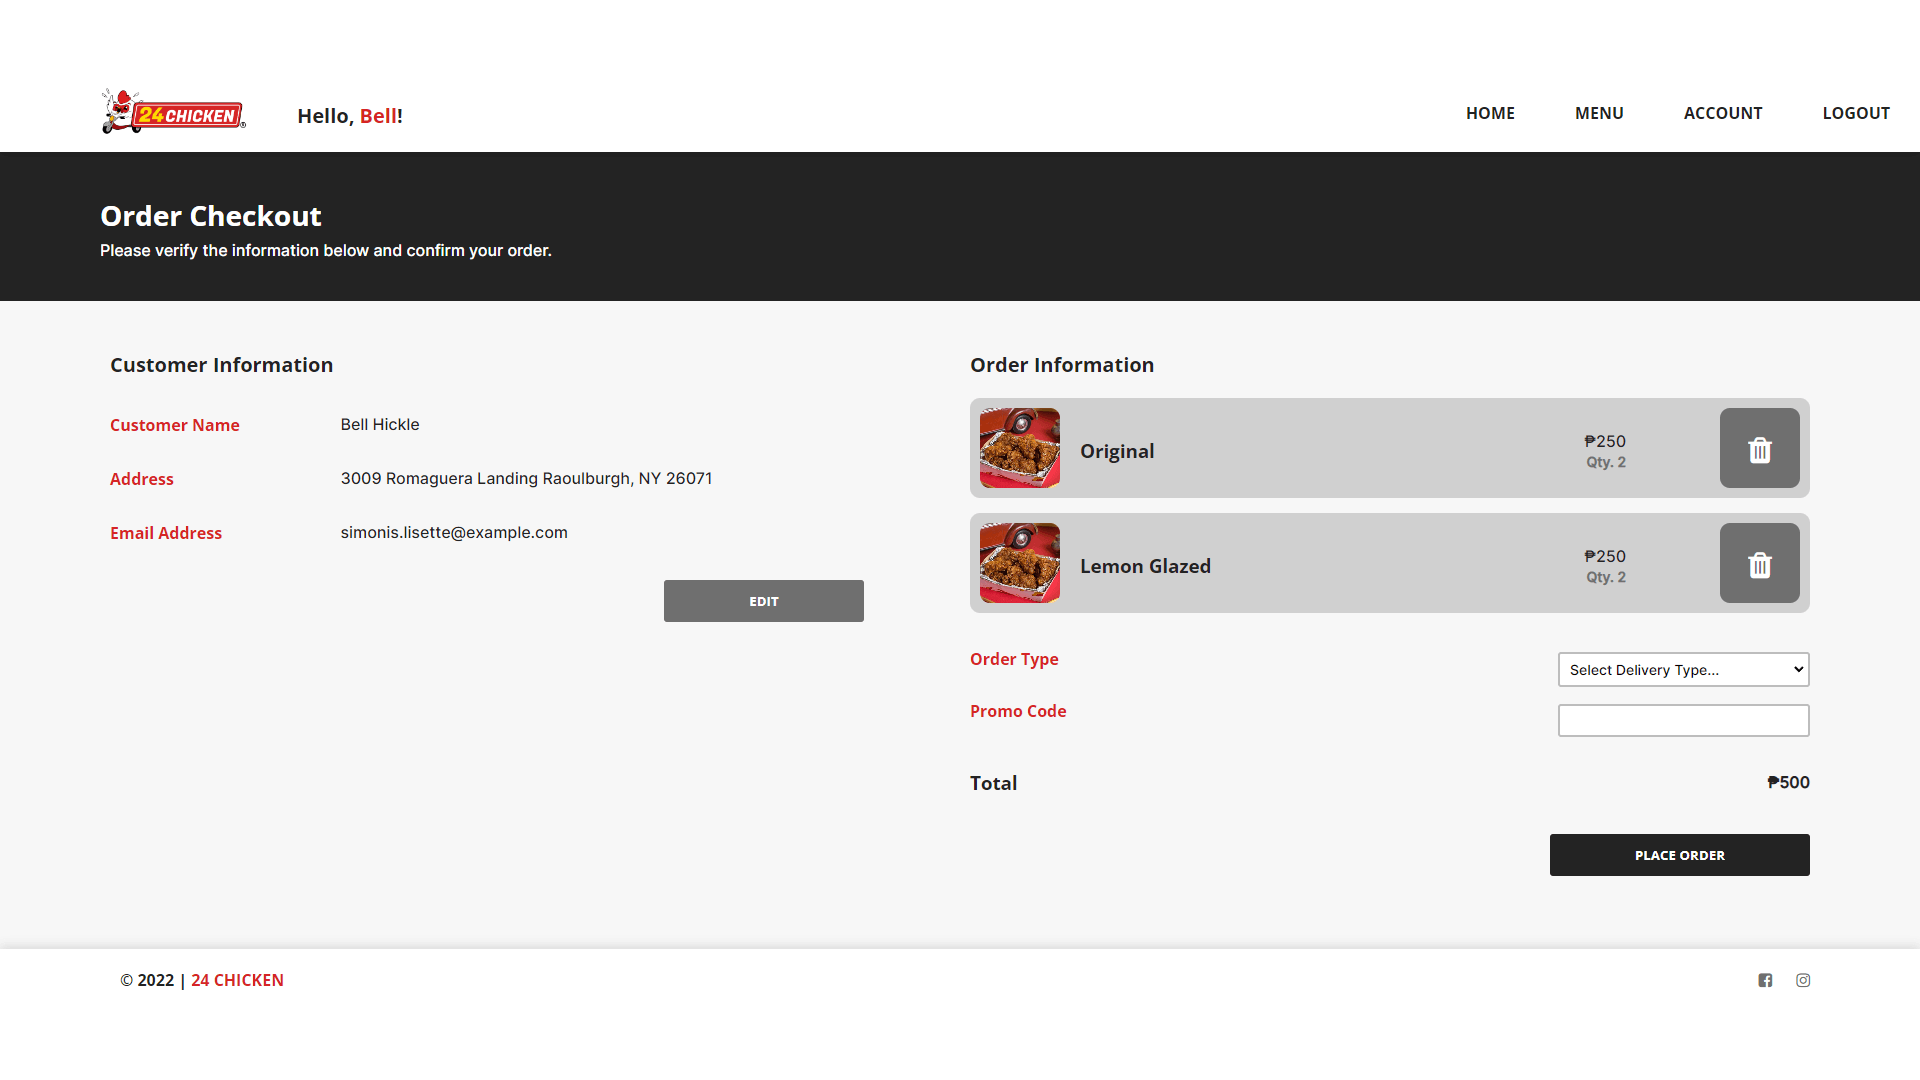 24 CHICKEN ®
Hello, Bell!
HOME
MENU
ACCOUNT
LOGOUT
Order Checkout
Please verify the information below and confirm your order.
Customer Information
Customer Name
Bell Hickle
Address
3009 Romaguera Landing Raoulburgh, NY 26071
Email Address
simonis.lisette@example.com
EDIT
Order Information
Original
₱250
Qty. 2
Lemon Glazed
₱250
Qty. 2
Order Type
Select Delivery Type...
Promo Code
Total
₱500
PLACE ORDER
© 2022 | 24 CHICKEN